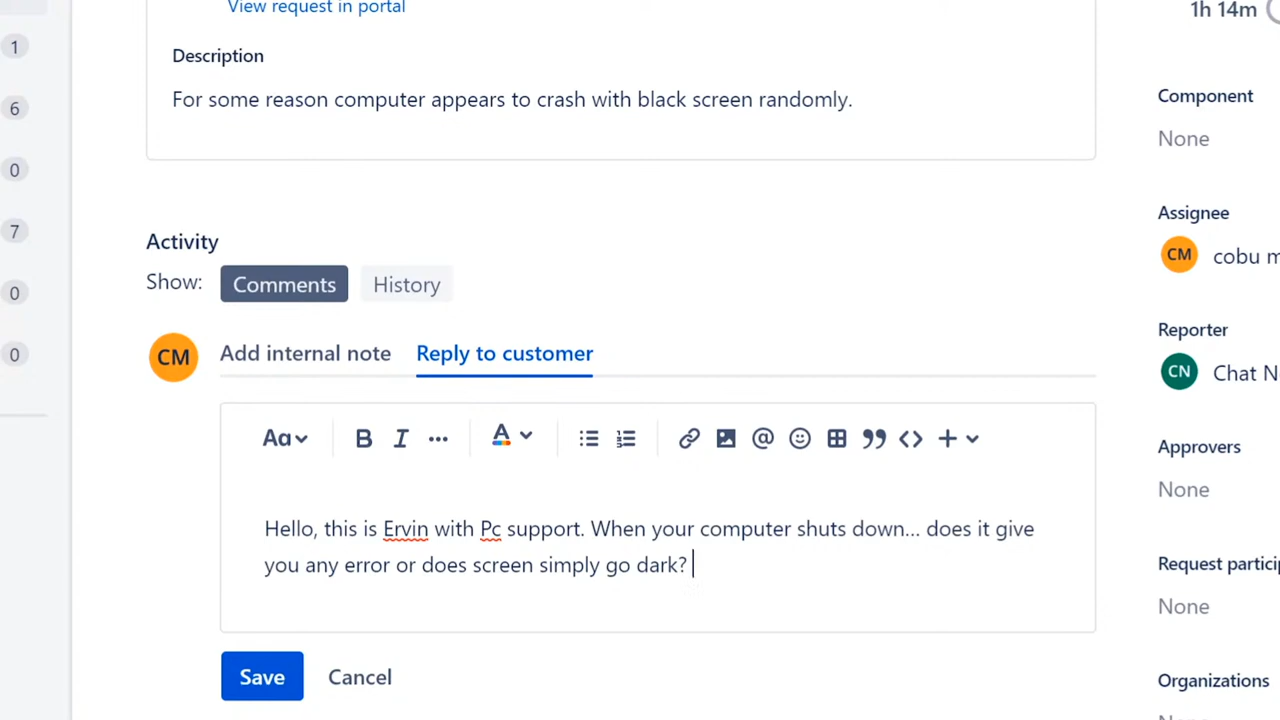 View request in portal
1h 14m
1
Description
Component
6
For some reason computer appears to crash with black screen randomly.
None
0
Assignee
7
Activity
CM cobu m
Show: Comments History
0
Reporter
CM Add internal note Reply to customer
0
CN Chat N
Aa B I A @ +
Approvers
None
Hello, this is Ervin with Pc support. When your computer shuts down... does it give
you any error or does screen simply go dark?
Request particip
None
Save Cancel
Organizations